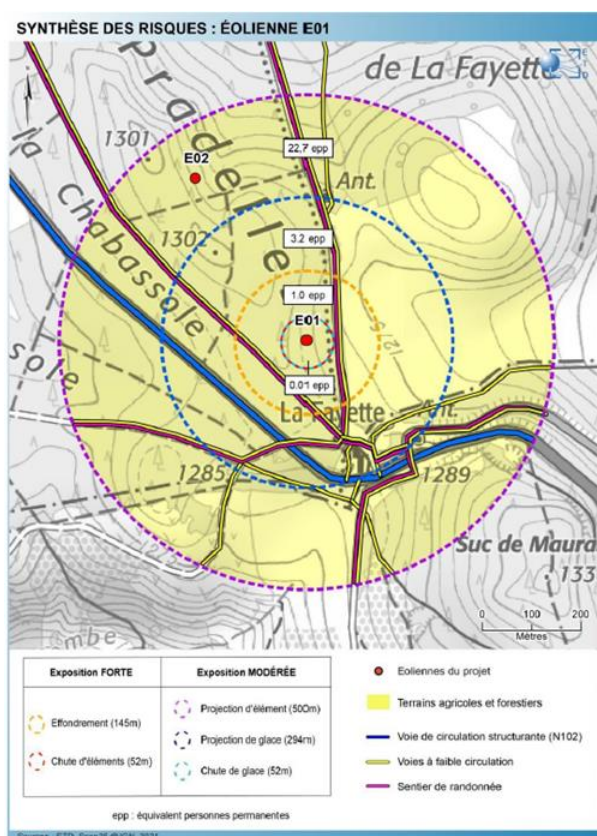 SYNTHÈSE DES RISQUES : ÉOLIENNE E01
de La Fayette
Pradelle
1301
E02
22,7 epp
Ant.
la Chabassole
3.2 epp
1302
1.0 epp
E01
0.01 epp
La Fayette
Ant.
1285
1289
Suc de Maura
133
0 100 200
Mètres
Exposition FORTE
Effondrement (145m)
Chute d'éléments (52m)
Exposition MODÉRÉE
Projection d'élément (500m)
Projection de glace (294m)
Chute de glace (52m)
Eoliennes du projet
Terrains agricoles et forestiers
Voie de circulation structurante (N102)
Voies à faible circulation
Sentier de randonnée
epp : équivalent personnes permanentes